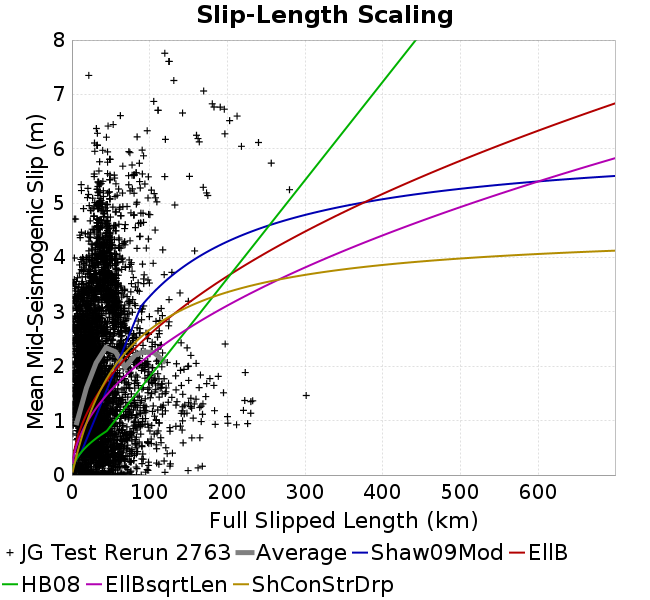 Slip-Length Scaling
Mean Mid-Seismogenic Slip (m)
8
7
6
5
4
3
2
1
0
0 100 200 300 400 500 600
Full Slipped Length (km)
JG Test Rerun 2763 Average Shaw09Mod EllB
HB08 EllBsqrtLen ShConStrDrp